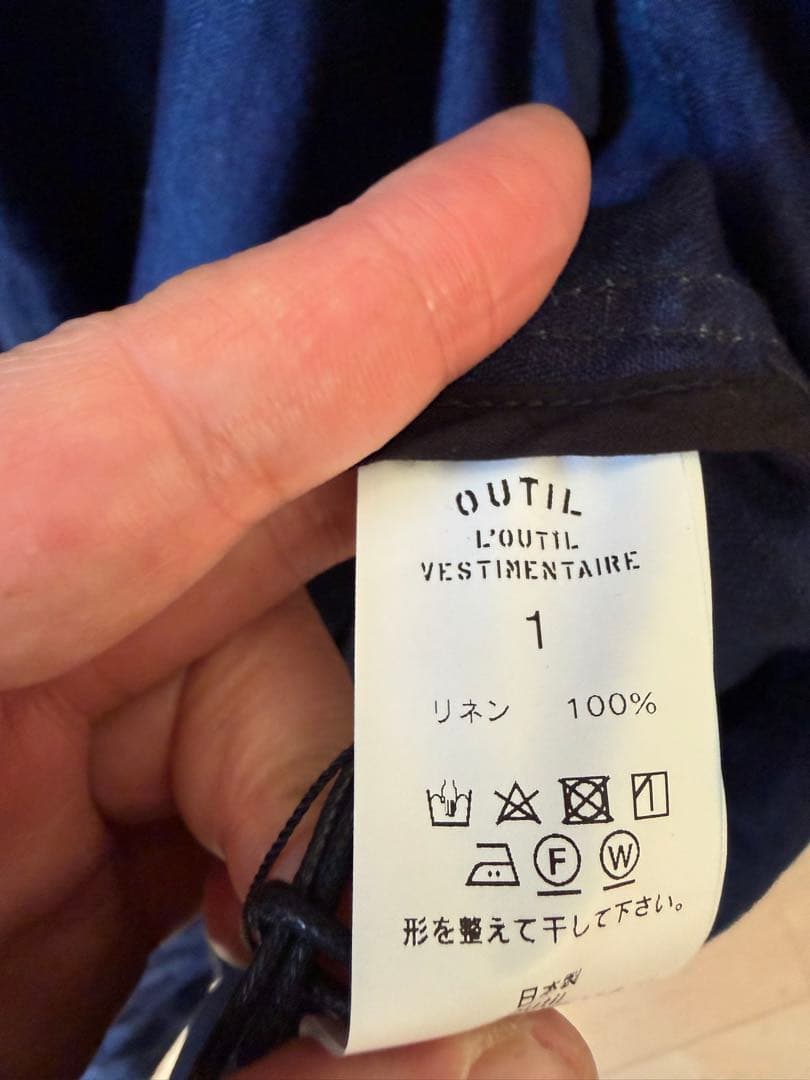 OUTIL
L'OUTIL
VESTIMENTAIRE
1
リネン 100%
F W
形を整えて干して下さい。
日本製